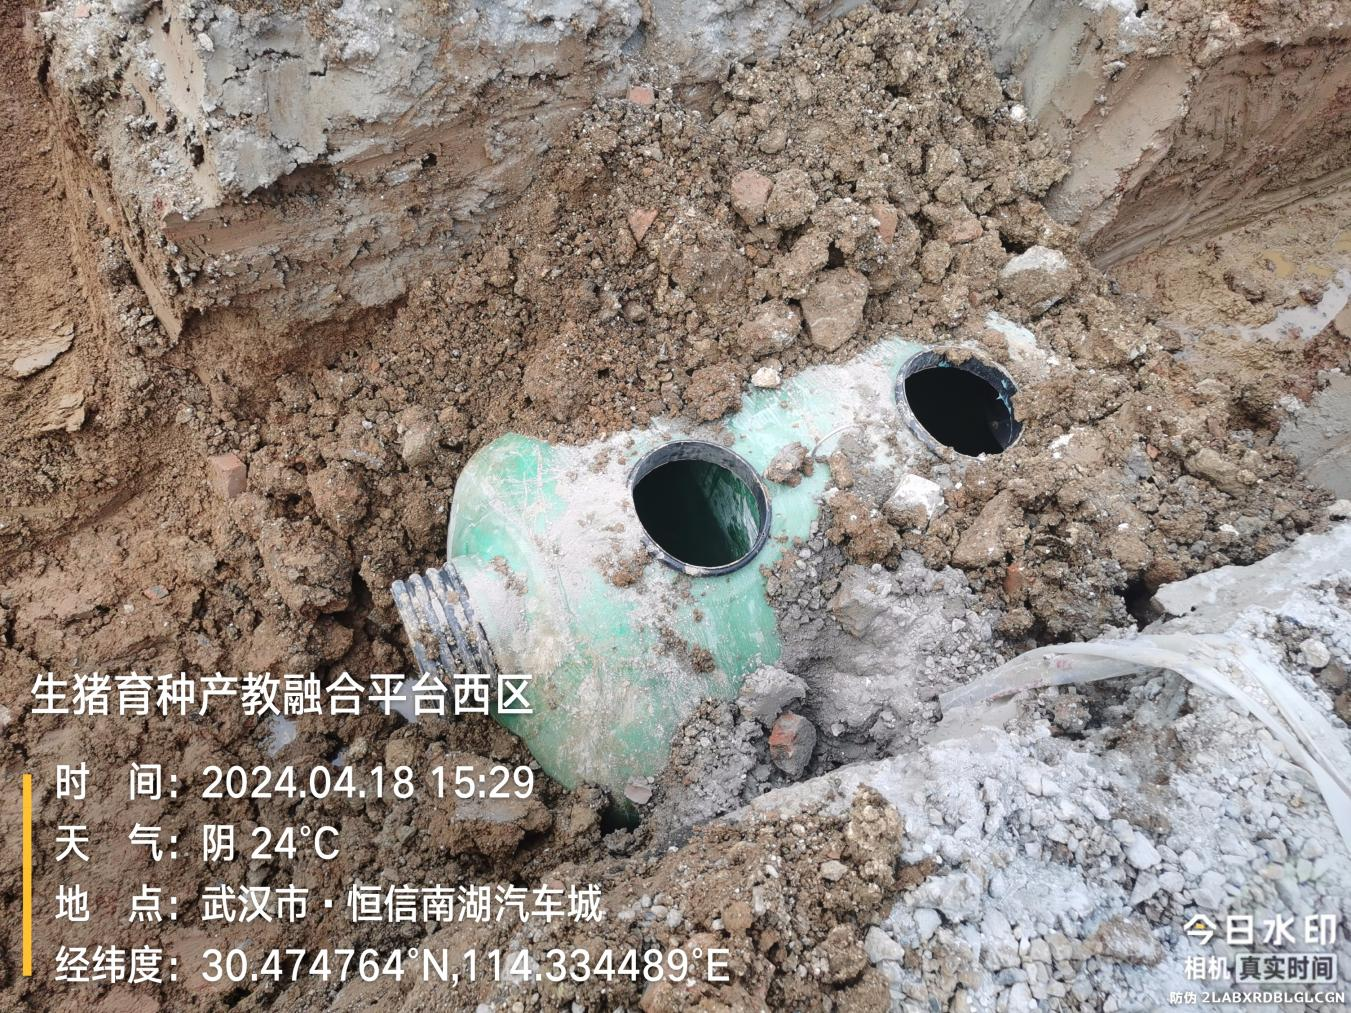 生猪育种产教融合平台西区
时 间：2024.04.18 15:29
天 气：阴 24℃
地 点：武汉市·恒信南湖汽车城
经纬度：30.474764°N,114.334489°E
今日水印
相机 真实时间
防伪 2LABXRDBLGLCGN